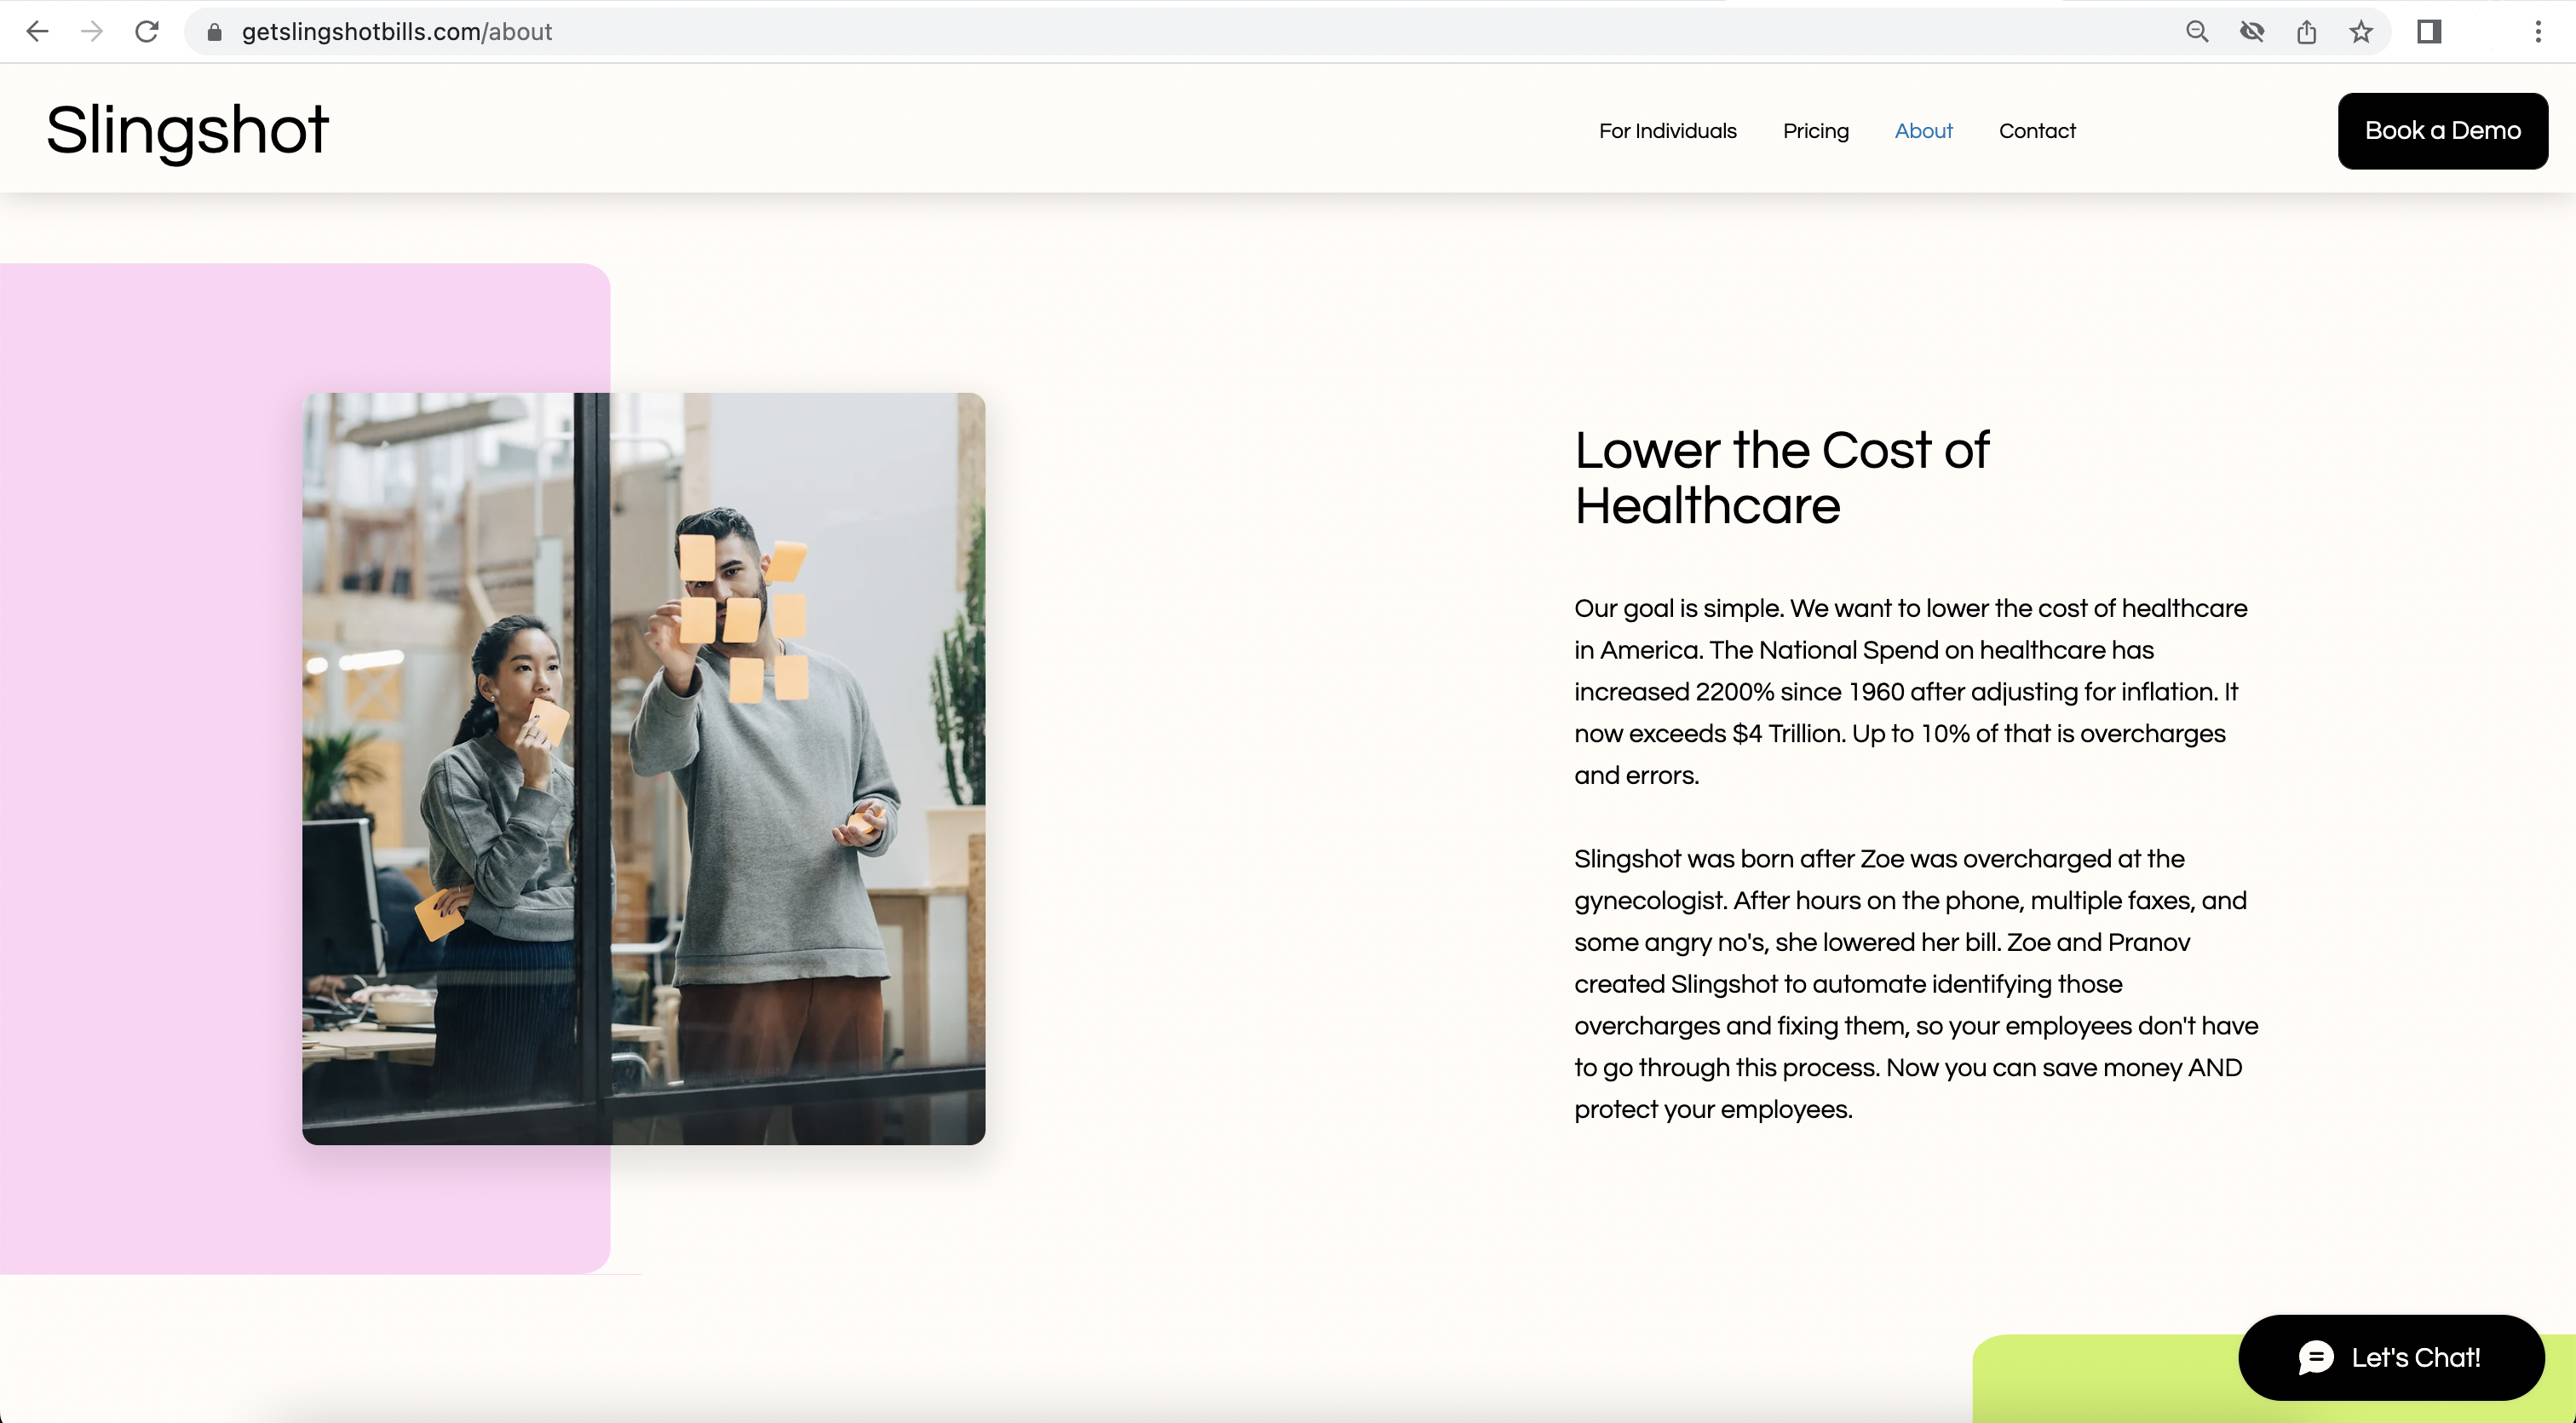 getslingshotbills.com/about
Slingshot
For Individuals
Pricing
About
Contact
Book a Demo
Lower the Cost of
Healthcare
Our goal is simple. We want to lower the cost of healthcare
in America. The National Spend on healthcare has
increased 2200% since 1960 after adjusting for inflation. It
now exceeds $4 Trillion. Up to 10% of that is overcharges
and errors.
Slingshot was born after Zoe was overcharged at the
gynecologist. After hours on the phone, multiple faxes, and
some angry no's, she lowered her bill. Zoe and Pranov
created Slingshot to automate identifying those
overcharges and fixing them, so your employees don't have
to go through this process. Now you can save money AND
protect your employees.
Let's Chat!